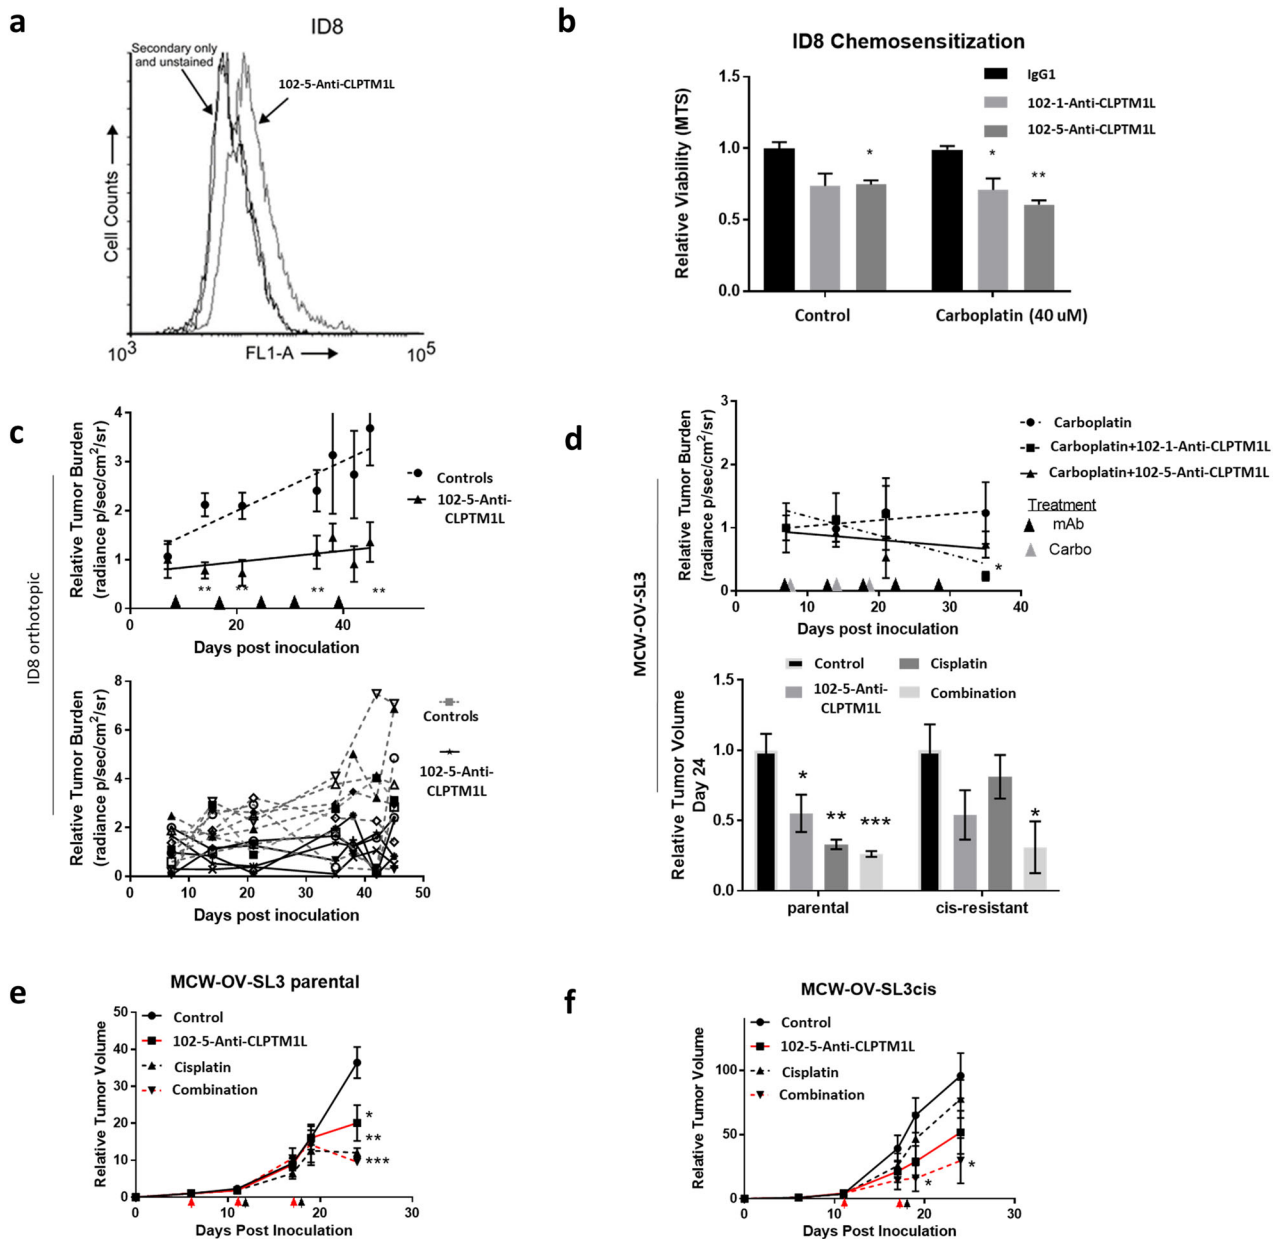 a
ID8
Secondary only
and unstained
102-5-Anti-CLPTM1L
Cell Counts
10³
FL1-A
10⁵
b
ID8 Chemosensitization
Relative Viability (MTS)
1.5
1.0
0.5
0.0
IgG1
102-1-Anti-CLPTM1L
102-5-Anti-CLPTM1L
*
*
**
Control
Carboplatin (40 uM)
c
ID8 orthotopic
Relative Tumor Burden
(radiance p/sec/cm²/sr)
4
3
2
1
0
Controls
102-5-Anti-
CLPTM1L
** ** ** **
0 20 40
Days post inoculation
Relative Tumor Burden
(radiance p/sec/cm²/sr)
8
6
4
2
0
Controls
102-5-Anti-
CLPTM1L
0 10 20 30 40 50
Days post inoculation
d
MCW-OV-SL3
Relative Tumor Burden
(radiance p/sec/cm²/sr)
3
2
1
0
Carboplatin
Carboplatin+102-1-Anti-CLPTM1L
Carboplatin+102-5-Anti-CLPTM1L
Treatment
mAb
Carbo
*
0 10 20 30 40
Days post inoculation
Control
Cisplatin
102-5-Anti-
CLPTM1L
Combination
Relative Tumor Volume
Day 24
1.5
1.0
0.5
0.0
*
**
***
*
parental
cis-resistant
e
MCW-OV-SL3 parental
Relative Tumor Volume
50
40
30
20
10
0
Control
102-5-Anti-CLPTM1L
Cisplatin
Combination
*
**
***
0 10 20 30
Days Post Inoculation
f
MCW-OV-SL3cis
Relative Tumor Volume
100
50
0
Control
102-5-Anti-CLPTM1L
Cisplatin
Combination
*
*
0 10 20 30
Days Post Inoculation